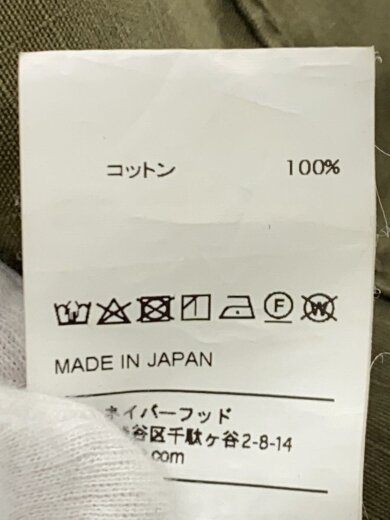 コットン 100%
F W
MADE IN JAPAN
ネイバーフッド
谷区千駄ヶ谷2-8-14
.com